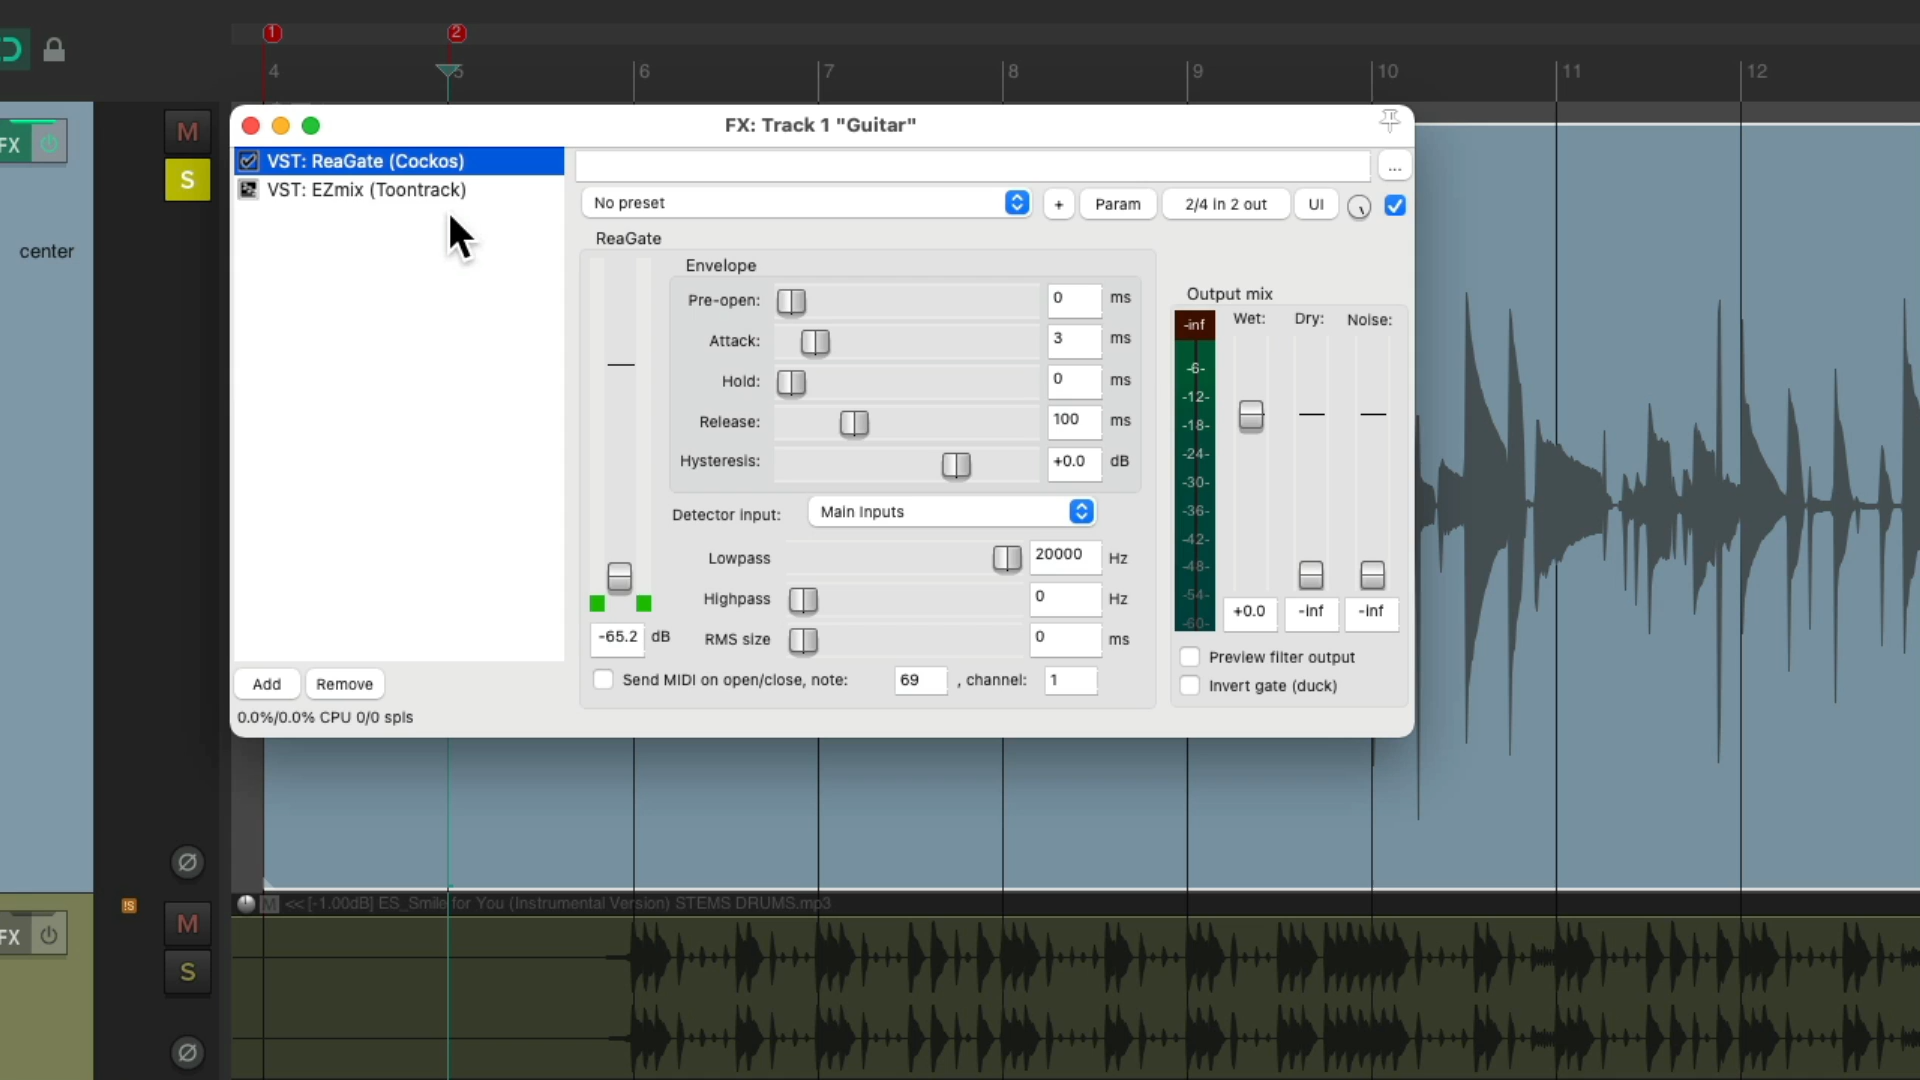 1 2
4 5 6 7 8 9 10 11 12
FX: Track 1 "Guitar"
FX M
S
center
VST: ReaGate (Cockos)
VST: EZmix (Toontrack)
...
No preset + Param 2/4 in 2 out UI
ReaGate
Envelope
Pre-open: 0 ms
Attack: 3 ms
Hold: 0 ms
Release: 100 ms
Hysteresis: +0.0 dB
Detector input: Main Inputs
Lowpass 20000 Hz
Highpass 0 Hz
-65.2 dB RMS size 0 ms
Send MIDI on open/close, note: 69 , channel: 1
Output mix
Wet: Dry: Noise:
-inf
-6-
-12-
-18-
-24-
-30-
-36-
-42-
-48-
-54-
-60-
+0.0 -inf -inf
Preview filter output
Invert gate (duck)
Add Remove
0.0%/0.0% CPU 0/0 spls
M << [-1.00dB] ES_Smile for You (Instrumental Version) STEMS DRUMS.mp3
FX M
S